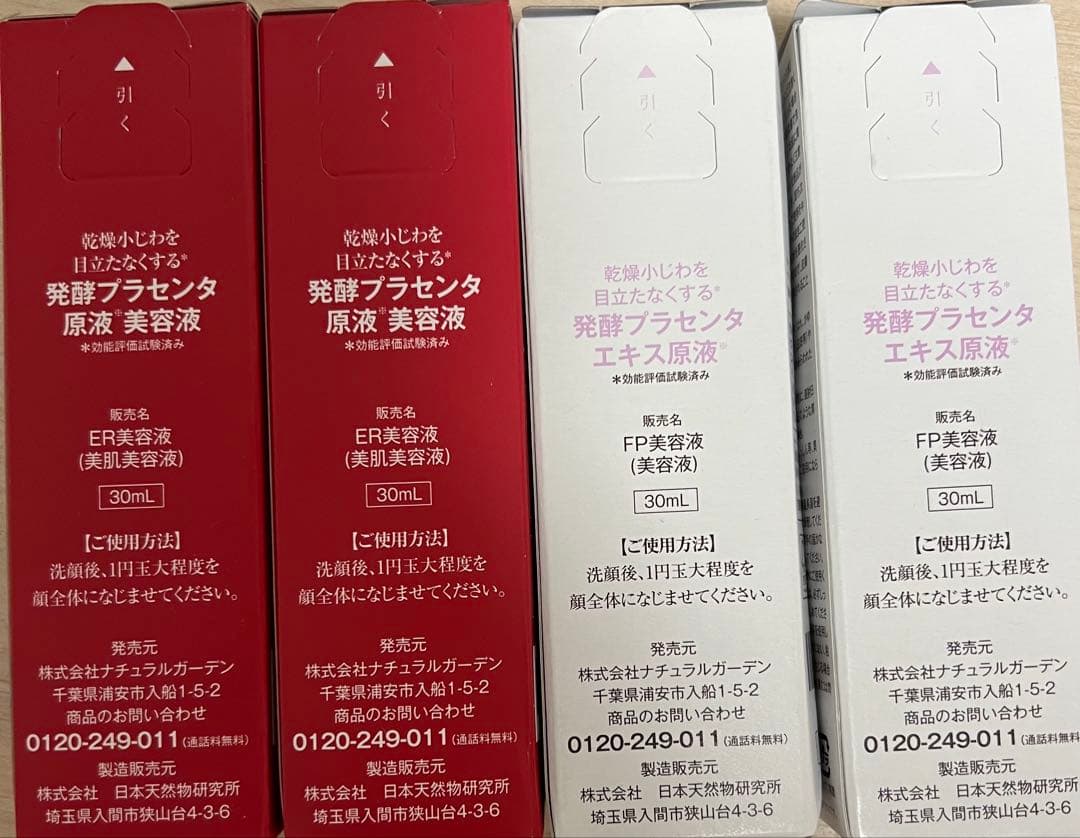 ▲
引
く
乾燥小じわを
目立たなくする*
発酵プラセンタ
原液※美容液
*効能評価試験済み
販売名
ER美容液
(美肌美容液)
30mL
【ご使用方法】
洗顔後、1円玉大程度を
顔全体になじませてください。
発売元
株式会社ナチュラルガーデン
千葉県浦安市入船1-5-2
商品のお問い合わせ
0120-249-011(通話料無料)
製造販売元
株式会社 日本天然物研究所
埼玉県入間市狭山台4-3-6
▲
引
く
乾燥小じわを
目立たなくする*
発酵プラセンタ
原液※美容液
*効能評価試験済み
販売名
ER美容液
(美肌美容液)
30mL
【ご使用方法】
洗顔後、1円玉大程度を
顔全体になじませてください。
発売元
株式会社ナチュラルガーデン
千葉県浦安市入船1-5-2
商品のお問い合わせ
0120-249-011(通話料無料)
製造販売元
株式会社 日本天然物研究所
埼玉県入間市狭山台4-3-6
▲
引
く
乾燥小じわを
目立たなくする*
発酵プラセンタ
エキス原液※
*効能評価試験済み
販売名
FP美容液
(美容液)
30mL
【ご使用方法】
洗顔後、1円玉大程度を
顔全体になじませてください。
発売元
株式会社ナチュラルガーデン
千葉県浦安市入船1-5-2
商品のお問い合わせ
0120-249-011(通話料無料)
製造販売元
株式会社 日本天然物研究所
埼玉県入間市狭山台4-3-6
▲
引
く
乾燥小じわを
目立たなくする*
発酵プラセンタ
エキス原液※
*効能評価試験済み
販売名
FP美容液
(美容液)
30mL
【ご使用方法】
洗顔後、1円玉大程度を
顔全体になじませてください。
発売元
株式会社ナチュラルガーデン
千葉県浦安市入船1-5-2
商品のお問い合わせ
0120-249-011(通話料無料
製造販売元
株式会社 日本天然物研究所
埼玉県入間市狭山台4-3-6